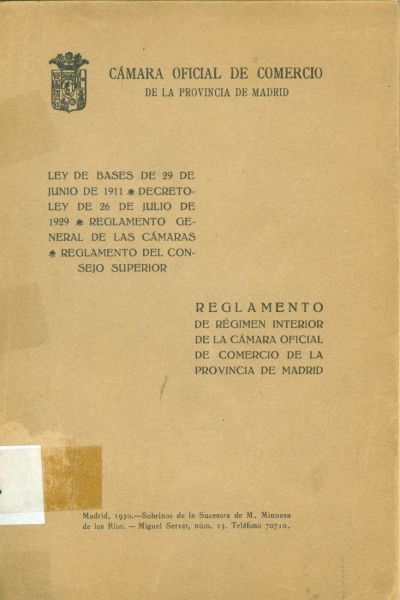 CÁMARA OFICIAL DE COMERCIO
DE LA PROVINCIA DE MADRID
LEY DE BASES DE 29 DE
JUNIO DE 1911 ♠ DECRETO-
LEY DE 26 DE JULIO DE
1929 ♠ REGLAMENTO GE-
NERAL DE LAS CÁMARAS
♠ REGLAMENTO DEL CON-
SEJO SUPERIOR
REGLAMENTO
DE RÉGIMEN INTERIOR
DE LA CÁMARA OFICIAL
DE COMERCIO DE LA
PROVINCIA DE MADRID
Madrid, 1930.—Sobrinos de la Sucesora de M. Minuesa
de los Ríos. — Miguel Servet, núm. 13. Teléfono 70710.